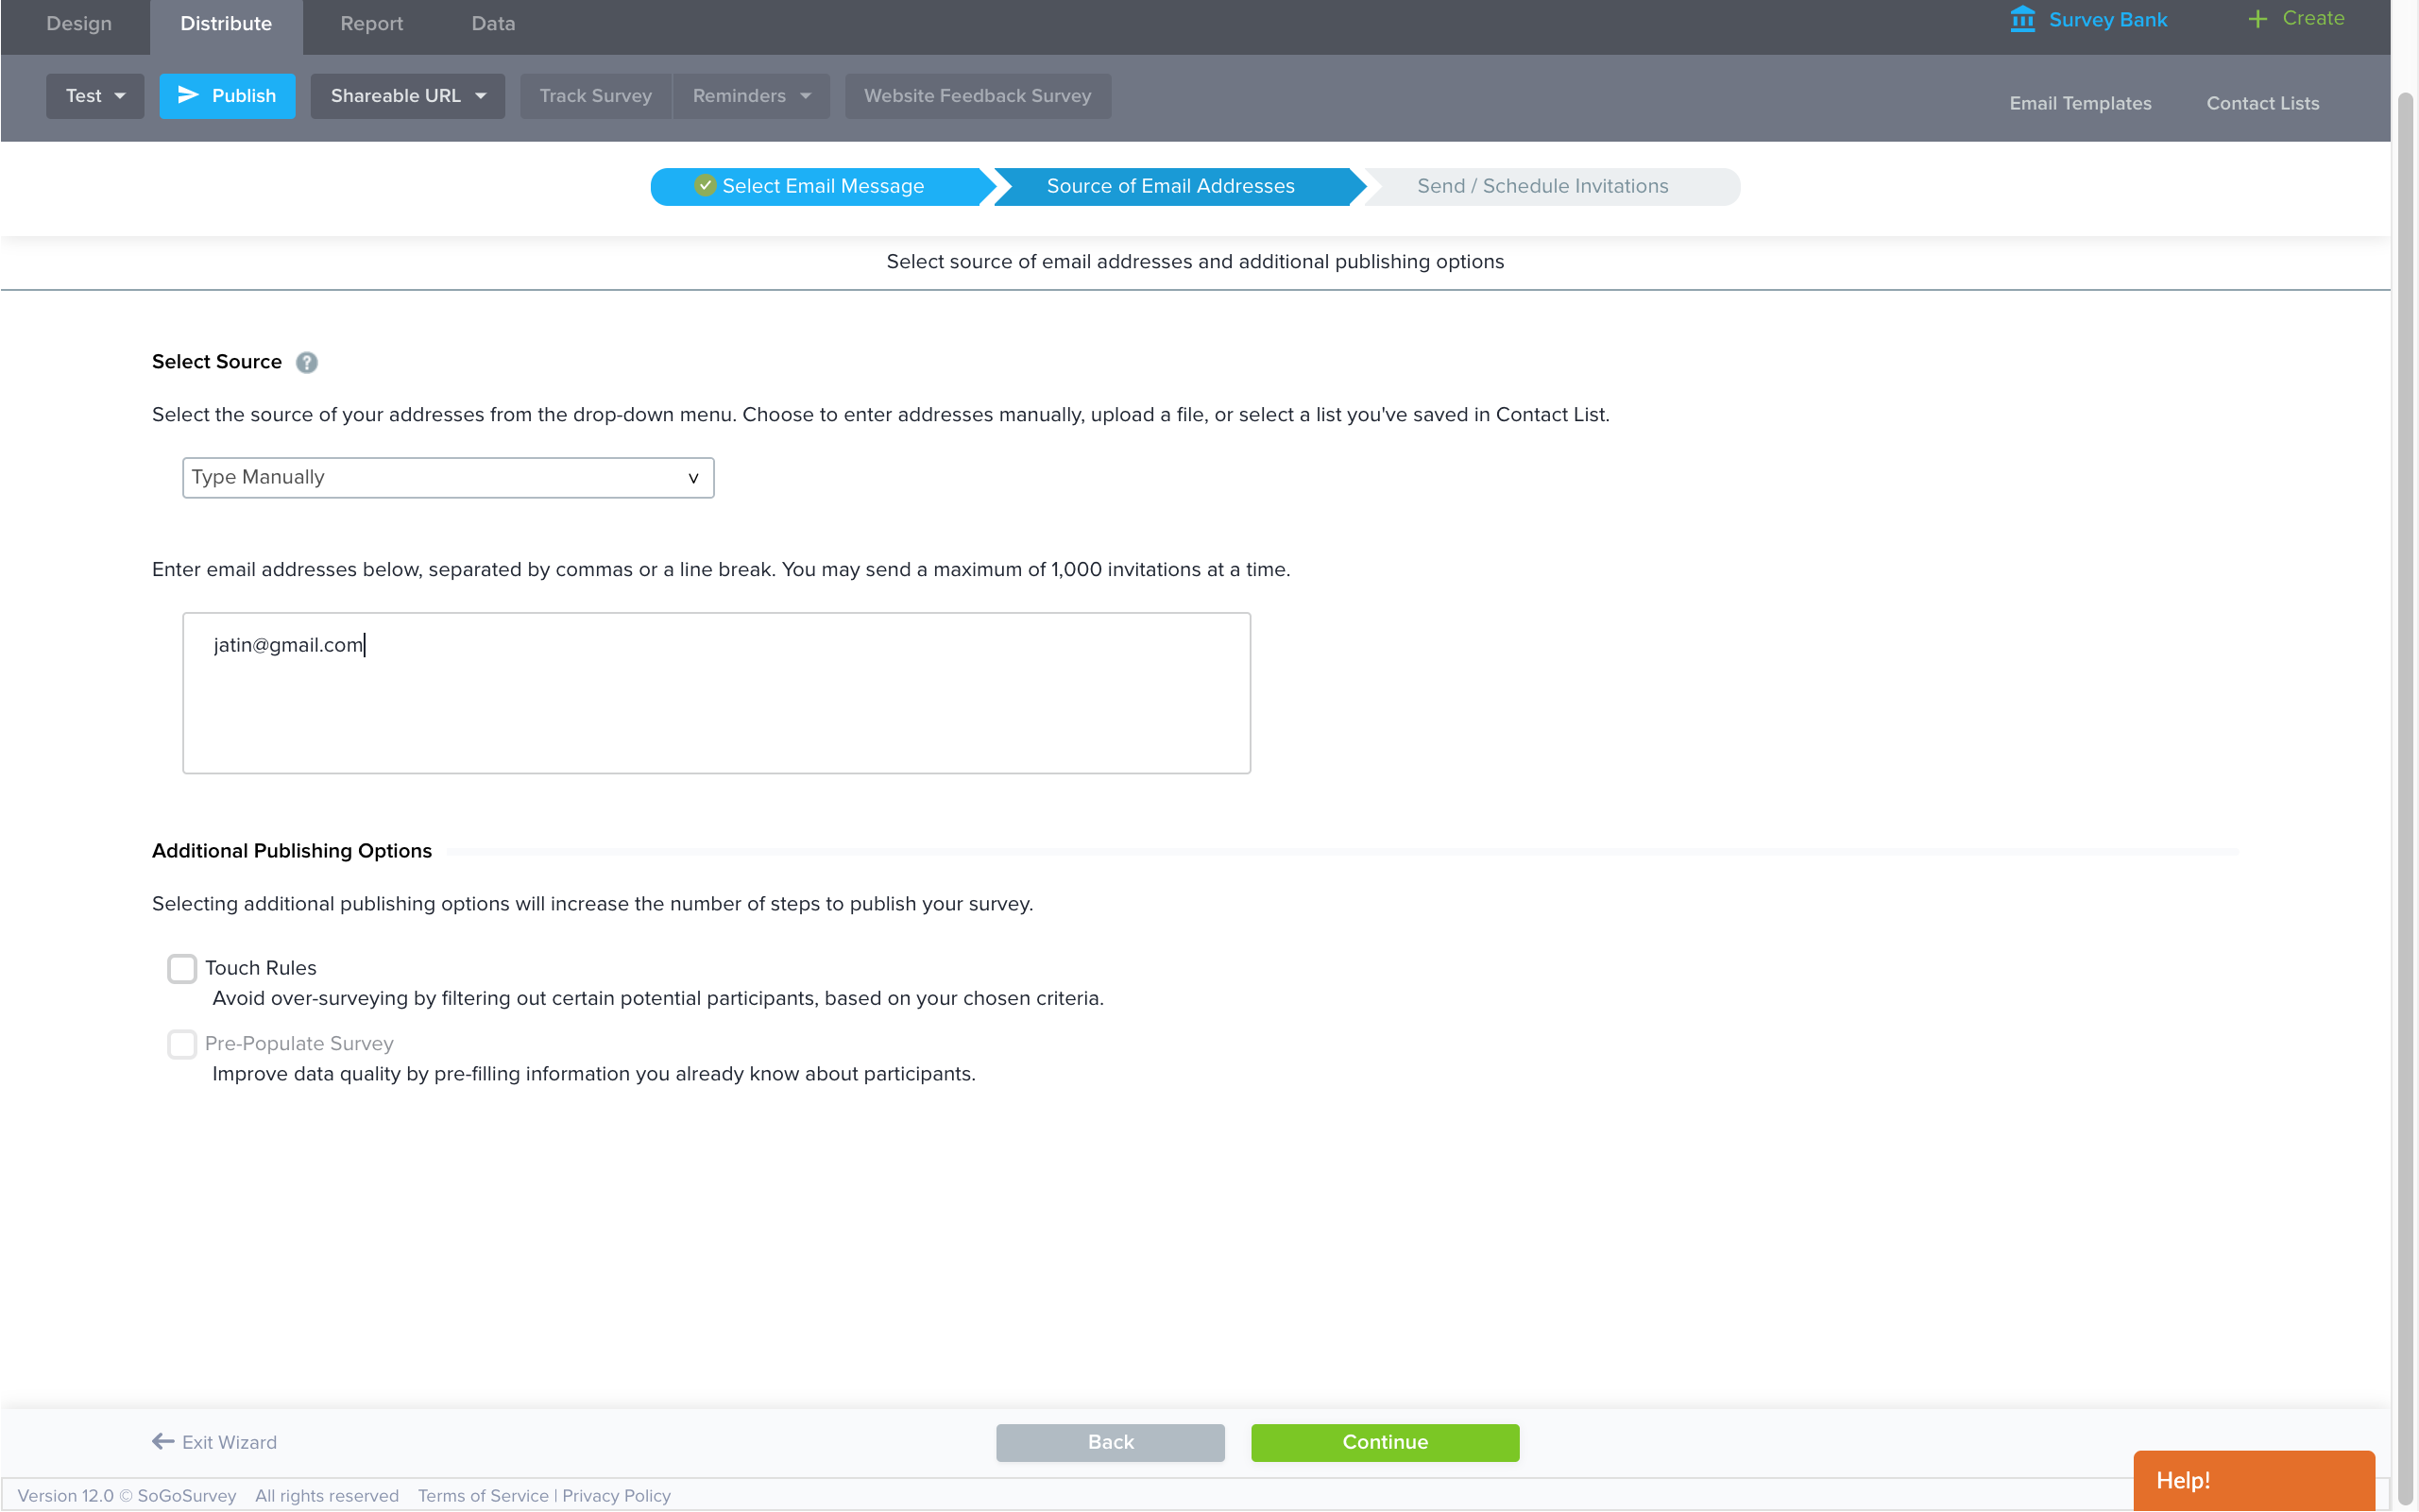 Design Distribute Report Data Survey Bank + Create
Test Publish Shareable URL Track Survey Reminders Website Feedback Survey Email Templates Contact Lists
Select Email Message Source of Email Addresses Send / Schedule Invitations
Select source of email addresses and additional publishing options
Select Source ?
Select the source of your addresses from the drop-down menu. Choose to enter addresses manually, upload a file, or select a list you've saved in Contact List.
Type Manually v
Enter email addresses below, separated by commas or a line break. You may send a maximum of 1,000 invitations at a time.
jatin@gmail.com
Additional Publishing Options
Selecting additional publishing options will increase the number of steps to publish your survey.
Touch Rules
Avoid over-surveying by filtering out certain potential participants, based on your chosen criteria.
Pre-Populate Survey
Improve data quality by pre-filling information you already know about participants.
Exit Wizard Back Continue
Help!
Version 12.0 © SoGoSurvey All rights reserved Terms of Service | Privacy Policy